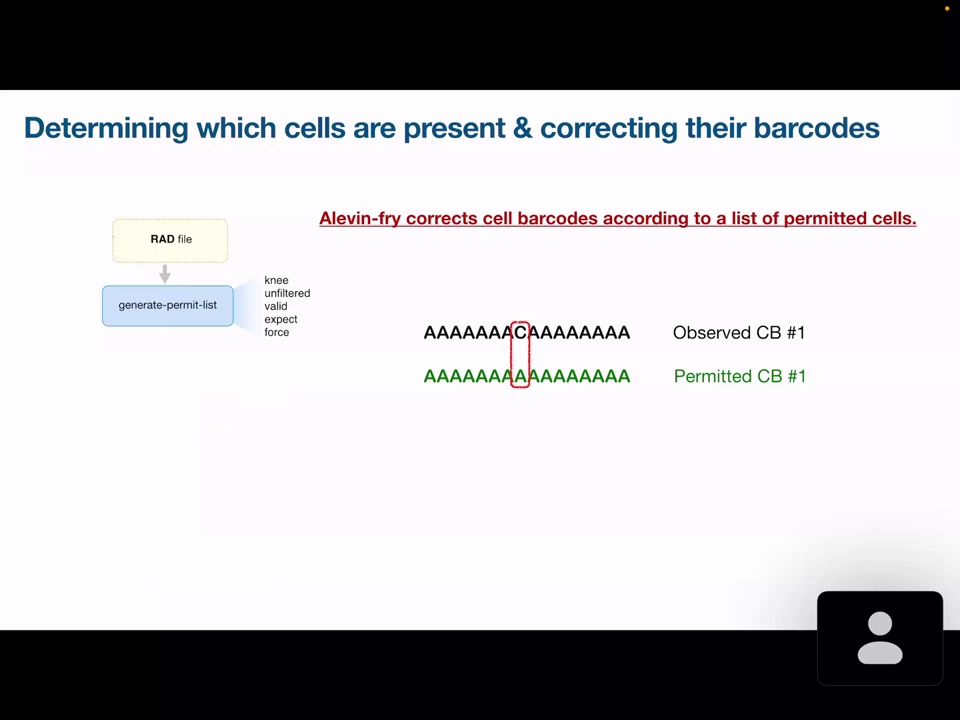 Determining which cells are present & correcting their barcodes
Alevin-fry corrects cell barcodes according to a list of permitted cells.
RAD file
generate-permit-list
knee
unfiltered
valid
expect
force
AAAAAAACAAAAAAAA Observed CB #1
AAAAAAAAAAAAAAAA Permitted CB #1